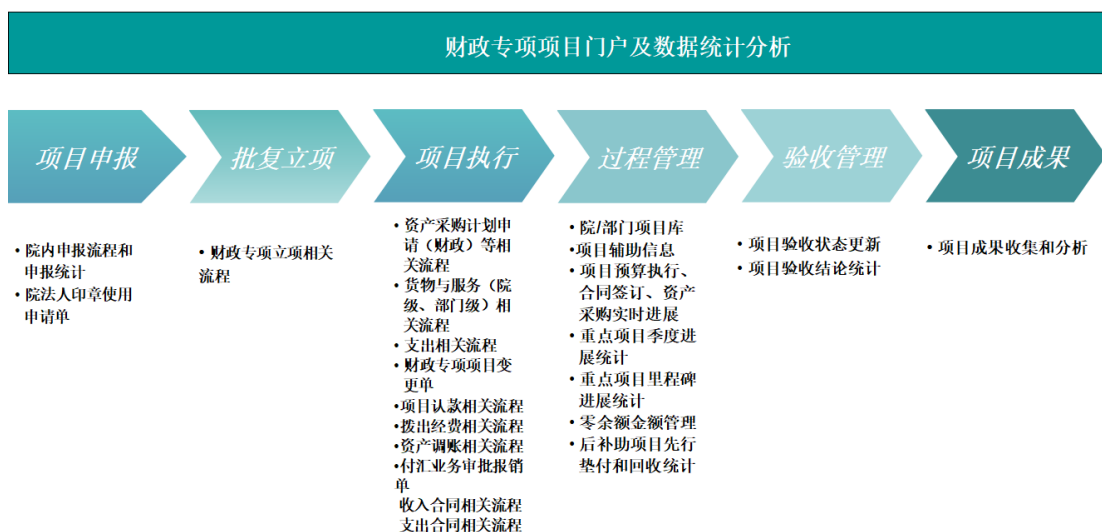 财政专项项目门户及数据统计分析
项目申报
批复立项
项目执行
过程管理
验收管理
项目成果
• 院内申报流程和
申报统计
• 院法人印章使用
申请单
• 财政专项立项相关
流程
• 资产采购计划申
请（财政）等相
关流程
• 货物与服务（院
级、部门级）相
关流程
• 支出相关流程
• 财政专项项目变
更单
•项目认款相关流程
•拨出经费相关流程
•资产调账相关流程
•付汇业务审批报销
单
收入合同相关流程
支出合同相关流程
• 院/部门项目库
•项目辅助信息
• 项目预算执行、
合同签订、资产
采购实时进展
• 重点项目季度进
展统计
• 重点项目里程碑
进展统计
• 零余额金额管理
• 后补助项目先行
垫付和回收统计
• 项目验收状态更新
• 项目验收结论统计
• 项目成果收集和分析